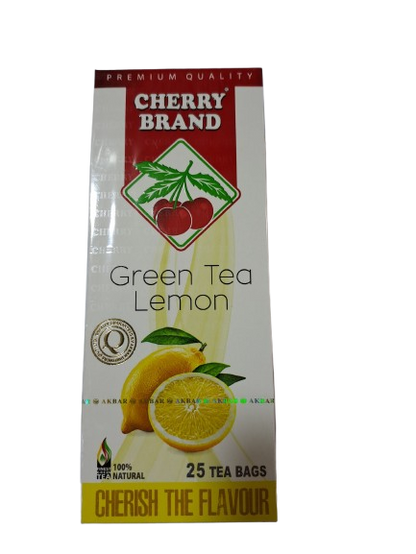 PREMIUM QUALITY
CHERRY
BRAND
Green Tea
Lemon
Q
AKBAR AKBAR AKBAR AKBAR
100%
NATURAL
TEA
25 TEA BAGS
CHERISH THE FLAVOUR